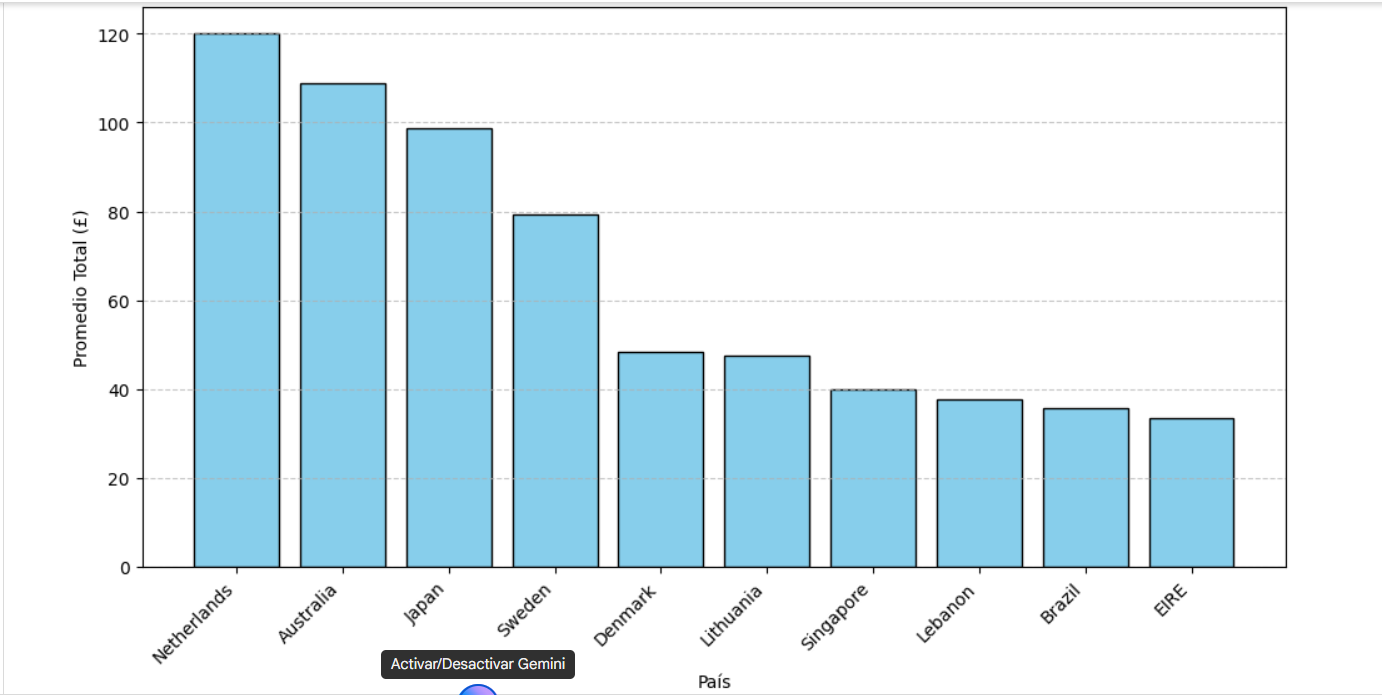 120
100
80
60
40
20
0
Promedio Total (£)
Netherlands
Australia
Japan
Sweden
Denmark
Lithuania
Singapore
Lebanon
Brazil
EIRE
Activar/Desactivar Gemini
País